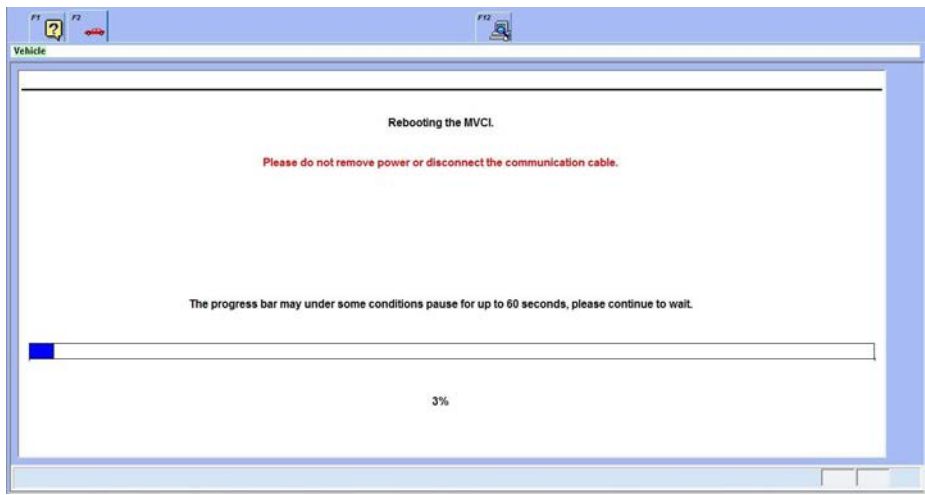 F1
F2
F12
Vehicle
Rebooting the MVCI.
Please do not remove power or disconnect the communication cable.
The progress bar may under some conditions pause for up to 60 seconds, please continue to wait.
3%